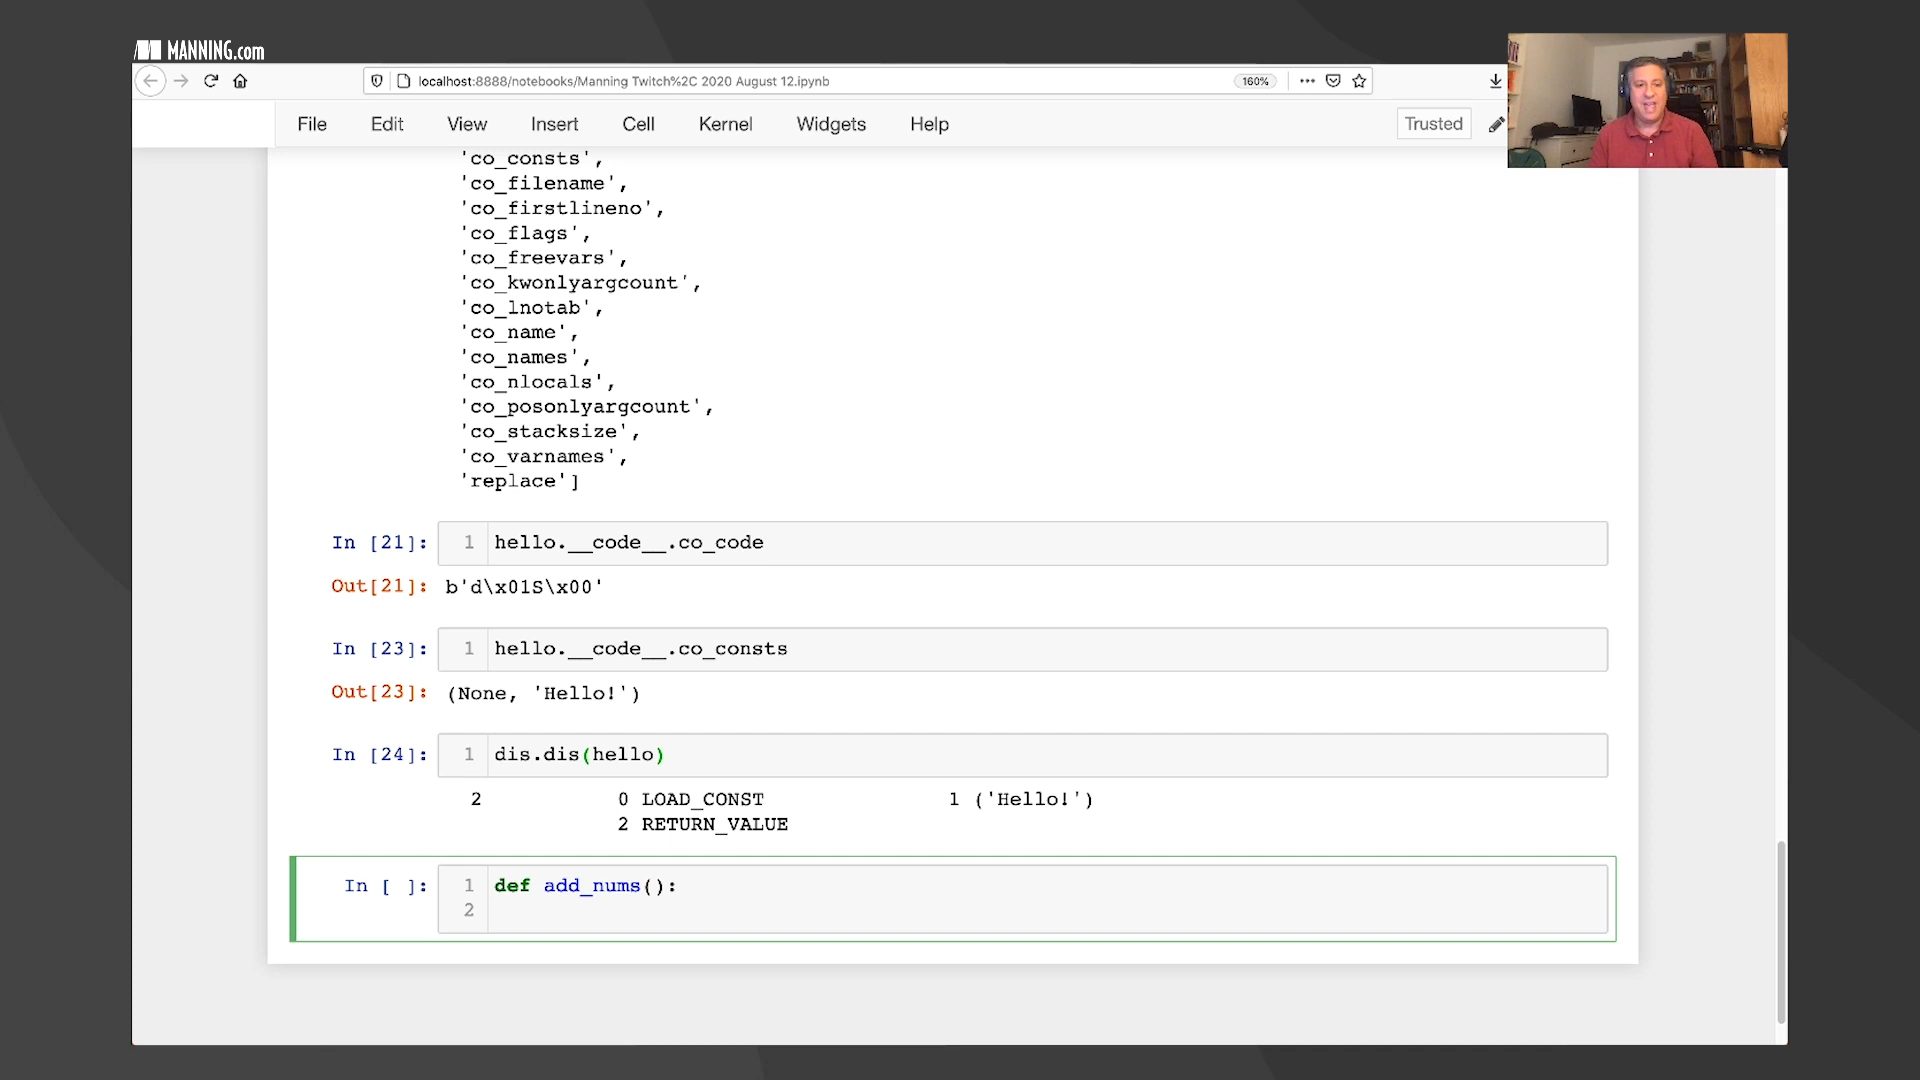 MANNING.com
localhost:8888/notebooks/Manning Twitch%2C 2020 August 12.ipynb 160%
File Edit View Insert Cell Kernel Widgets Help Trusted
'co_consts',
'co_filename',
'co_firstlineno',
'co_flags',
'co_freevars',
'co_kwonlyargcount',
'co_lnotab',
'co_name',
'co_names',
'co_nlocals',
'co_posonlyargcount',
'co_stacksize',
'co_varnames',
'replace']
In [21]: 1 hello.__code__.co_code
Out[21]: b'd\x01S\x00'
In [23]: 1 hello.__code__.co_consts
Out[23]: (None, 'Hello!')
In [24]: 1 dis.dis(hello)
2 0 LOAD_CONST 1 ('Hello!')
2 RETURN_VALUE
In [ ]: 1 def add_nums():
2